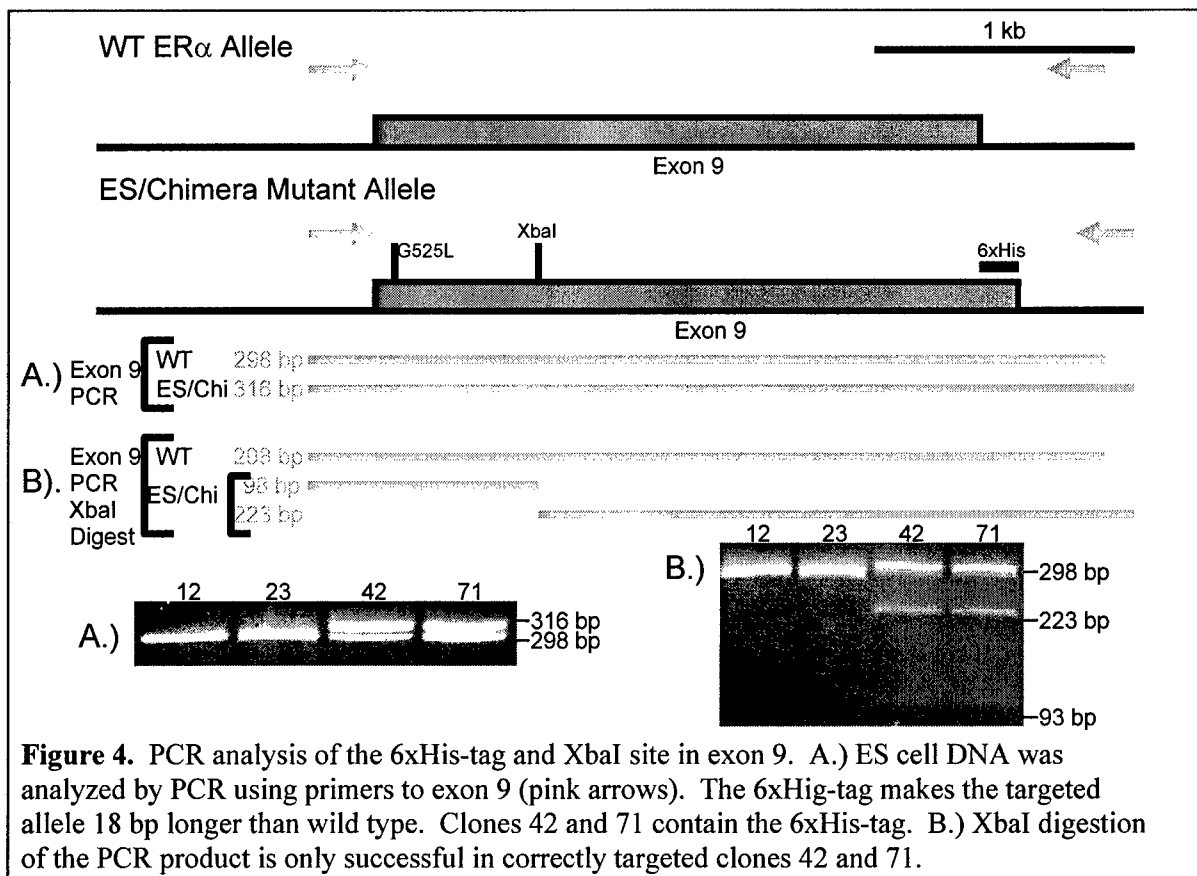 WT ERα Allele
1 kb
Exon 9
ES/Chimera Mutant Allele
G525L
XbaI
6xHis
Exon 9
A.) Exon 9 PCR
WT 298 bp
ES/Chi 316 bp
B). Exon 9 PCR XbaI Digest
WT 298 bp
ES/Chi
93 bp
223 bp
A.)
12 23 42 71
316 bp
298 bp
B.)
12 23 42 71
298 bp
223 bp
93 bp
Figure 4. PCR analysis of the 6xHis-tag and XbaI site in exon 9. A.) ES cell DNA was
analyzed by PCR using primers to exon 9 (pink arrows). The 6xHig-tag makes the targeted
allele 18 bp longer than wild type. Clones 42 and 71 contain the 6xHis-tag. B.) XbaI digestion
of the PCR product is only successful in correctly targeted clones 42 and 71.